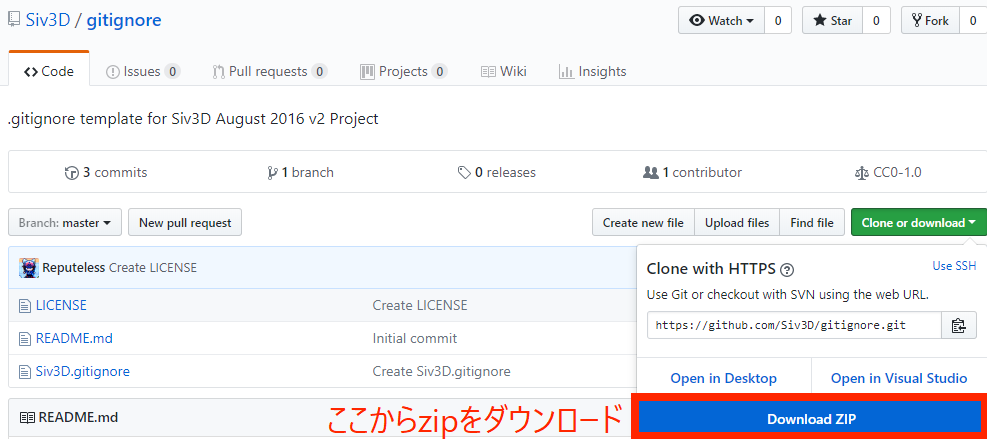 Siv3D / gitignore
Watch 0 Star 0 Fork 0
Code Issues 0 Pull requests 0 Projects 0 Wiki Insights
.gitignore template for Siv3D August 2016 v2 Project
3 commits 1 branch 0 releases 1 contributor CC0-1.0
Branch: master New pull request Create new file Upload files Find file Clone or download
Reputeless Create LICENSE
LICENSE Create LICENSE
README.md Initial commit
Siv3D.gitignore Create Siv3D.gitignore
README.md
Clone with HTTPS ?
Use SSH
Use Git or checkout with SVN using the web URL.
https://github.com/Siv3D/gitignore.git
Open in Desktop Open in Visual Studio
ここからzipをダウンロード
Download ZIP